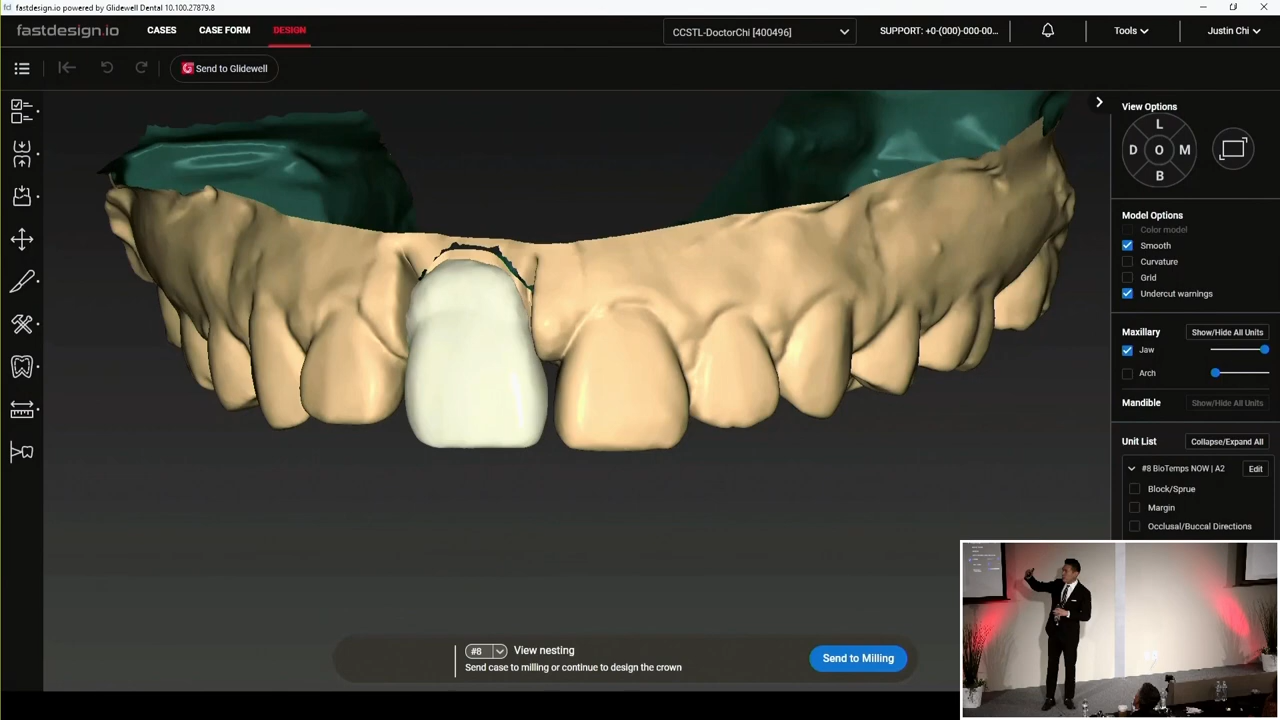 fd fastdesign.io powered by Glidewell Dental 10.100.27879.8
fastdesign.io
CASES
CASE FORM
DESIGN
CCSTL-DoctorChi [400496]
SUPPORT: +0-(000)-000-00...
Tools
Justin Chi
Send to Glidewell
View Options
L
D O M
B
Model Options
Color model
Smooth
Curvature
Grid
Undercut warnings
Maxillary
Show/Hide All Units
Jaw
Arch
Mandible
Show/Hide All Units
Unit List
Collapse/Expand All
#8 BioTemps NOW | A2
Edit
Block/Sprue
Margin
Occlusal/Buccal Directions
#8
View nesting
Send case to milling or continue to design the crown
Send to Milling